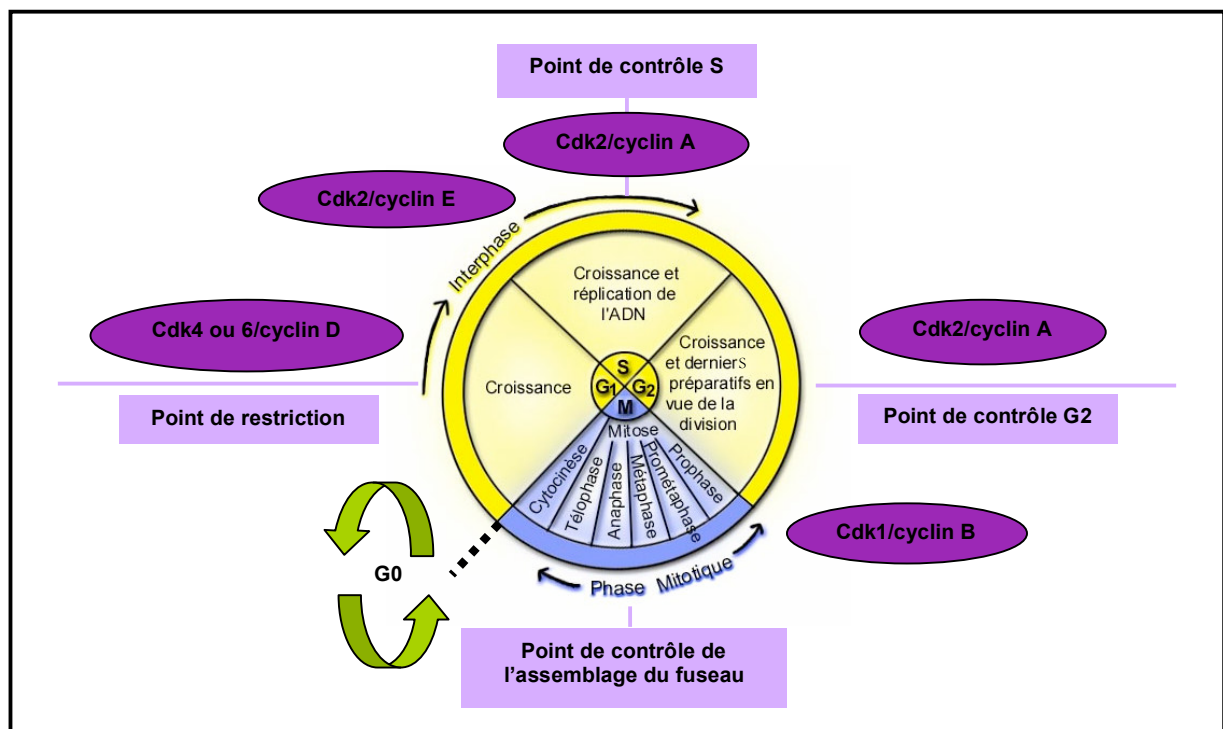 Point de contrôle S
Cdk2/cyclin A
Cdk2/cyclin E
Interphase
Croissance et
réplication de
l'ADN
Cdk4 ou 6/cyclin D
Cdk2/cyclin A
Croissance
Croissance
et derniers
préparatifs en
vue de la
division
S
G1
G2
M
Point de restriction
Point de contrôle G2
Mitose
Cytocinèse
Télophase
Anaphase
Métaphase
Prométaphase
Prophase
Cdk1/cyclin B
G0
Phase Mitotique
Point de contrôle de
l'assemblage du fuseau